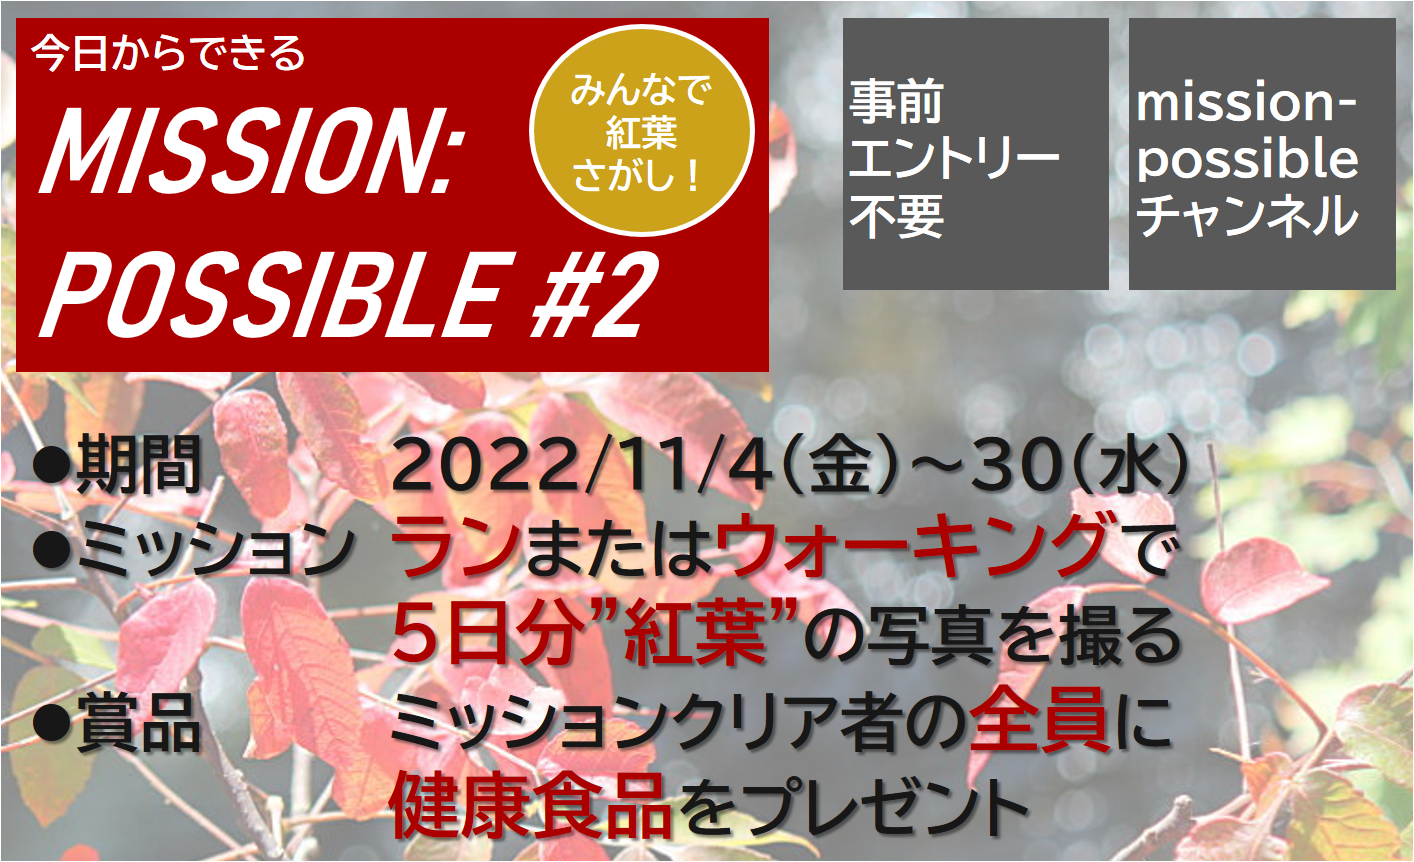 今日からできる
MISSION:
POSSIBLE #2
みんなで
紅葉
さがし！
事前
エントリー
不要
mission-
possible
チャンネル
●期間 2022/11/4（金）～30（水）
●ミッション ランまたはウォーキングで
5日分”紅葉”の写真を撮る
●賞品 ミッションクリア者の全員に
健康食品をプレゼント